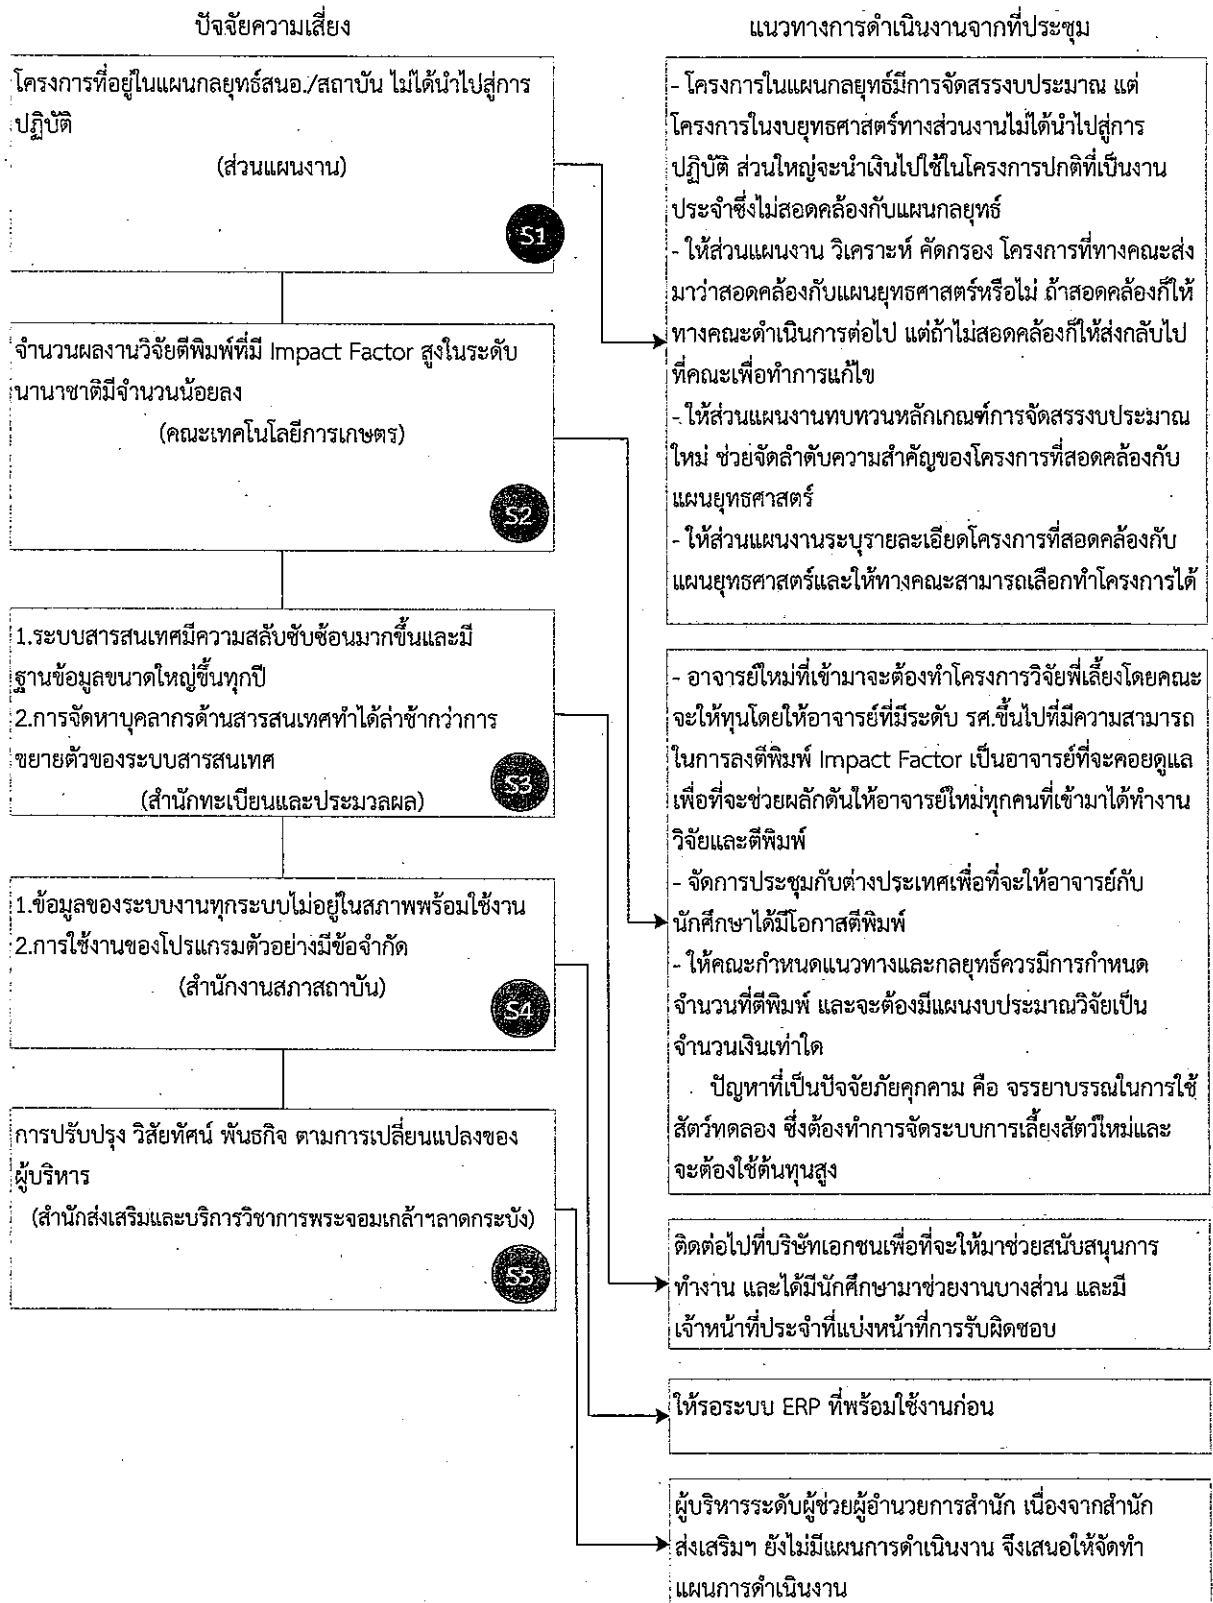 ปัจจัยความเสี่ยง
โครงการที่อยู่ในแผนกลยุทธ์สนอ./สถาบัน ไม่ได้นำไปสู่การ
ปฏิบัติ
(ส่วนแผนงาน)
S1
จำนวนผลงานวิจัยตีพิมพ์ที่มี Impact Factor สูงในระดับ
นานาชาติมีจำนวนน้อยลง
(คณะเทคโนโลยีการเกษตร)
S2
1.ระบบสารสนเทศมีความสลับซับซ้อนมากขึ้นและมี
ฐานข้อมูลขนาดใหญ่ขึ้นทุกปี
2.การจัดหาบุคลากรด้านสารสนเทศทำได้ล่าช้ากว่าการ
ขยายตัวของระบบสารสนเทศ
(สำนักทะเบียนและประมวลผล)
S3
1.ข้อมูลของระบบงานทุกระบบไม่อยู่ในสภาพพร้อมใช้งาน
2.การใช้งานของโปรแกรมตัวอย่างมีข้อจำกัด
(สำนักงานสภาสถาบัน)
S4
การปรับปรุง วิสัยทัศน์ พันธกิจ ตามการเปลี่ยนแปลงของ
ผู้บริหาร
(สำนักส่งเสริมและบริการวิชาการพระจอมเกล้าฯลาดกระบัง)
S5
แนวทางการดำเนินงานจากที่ประชุม
- โครงการในแผนกลยุทธ์มีการจัดสรรงบประมาณ แต่
โครงการในงบยุทธศาสตร์ทางส่วนงานไม่ได้นำไปสู่การ
ปฏิบัติ ส่วนใหญ่จะนำเงินไปใช้ในโครงการปกติที่เป็นงาน
ประจำซึ่งไม่สอดคล้องกับแผนกลยุทธ์
- ให้ส่วนแผนงาน วิเคราะห์ คัดกรอง โครงการที่ทางคณะส่ง
มาว่าสอดคล้องกับแผนยุทธศาสตร์หรือไม่ ถ้าสอดคล้องก็ให้
ทางคณะดำเนินการต่อไป แต่ถ้าไม่สอดคล้องก็ให้ส่งกลับไป
ที่คณะเพื่อทำการแก้ไข
- ให้ส่วนแผนงานทบทวนหลักเกณฑ์การจัดสรรงบประมาณ
ใหม่ ช่วยจัดลำดับความสำคัญของโครงการที่สอดคล้องกับ
แผนยุทธศาสตร์
- ให้ส่วนแผนงานระบุรายละเอียดโครงการที่สอดคล้องกับ
แผนยุทธศาสตร์และให้ทางคณะสามารถเลือกทำโครงการได้
- อาจารย์ใหม่ที่เข้ามาจะต้องทำโครงการวิจัยพี่เลี้ยงโดยคณะ
จะให้ทุนโดยให้อาจารย์ที่มีระดับ รศ.ขึ้นไปที่มีความสามารถ
ในการลงตีพิมพ์ Impact Factor เป็นอาจารย์ที่จะคอยดูแล
เพื่อที่จะช่วยผลักดันให้อาจารย์ใหม่ทุกคนที่เข้ามาได้ทำงาน
วิจัยและตีพิมพ์
- จัดการประชุมกับต่างประเทศเพื่อที่จะให้อาจารย์กับ
นักศึกษาได้มีโอกาสตีพิมพ์
- ให้คณะกำหนดแนวทางและกลยุทธ์ควรมีการกำหนด
จำนวนที่ตีพิมพ์ และจะต้องมีแผนงบประมาณวิจัยเป็น
จำนวนเงินเท่าใด
ปัญหาที่เป็นปัจจัยภัยคุกคาม คือ จรรยาบรรณในการใช้
สัตว์ทดลอง ซึ่งต้องทำการจัดระบบการเลี้ยงสัตว์ใหม่และ
จะต้องใช้ต้นทุนสูง
ติดต่อไปที่บริษัทเอกชนเพื่อที่จะให้มาช่วยสนับสนุนการ
ทำงาน และได้มีนักศึกษามาช่วยงานบางส่วน และมี
เจ้าหน้าที่ประจำที่แบ่งหน้าที่การรับผิดชอบ
ให้รอระบบ ERP ที่พร้อมใช้งานก่อน
ผู้บริหารระดับผู้ช่วยผู้อำนวยการสำนัก เนื่องจากสำนัก
ส่งเสริมฯ ยังไม่มีแผนการดำเนินงาน จึงเสนอให้จัดทำ
แผนการดำเนินงาน